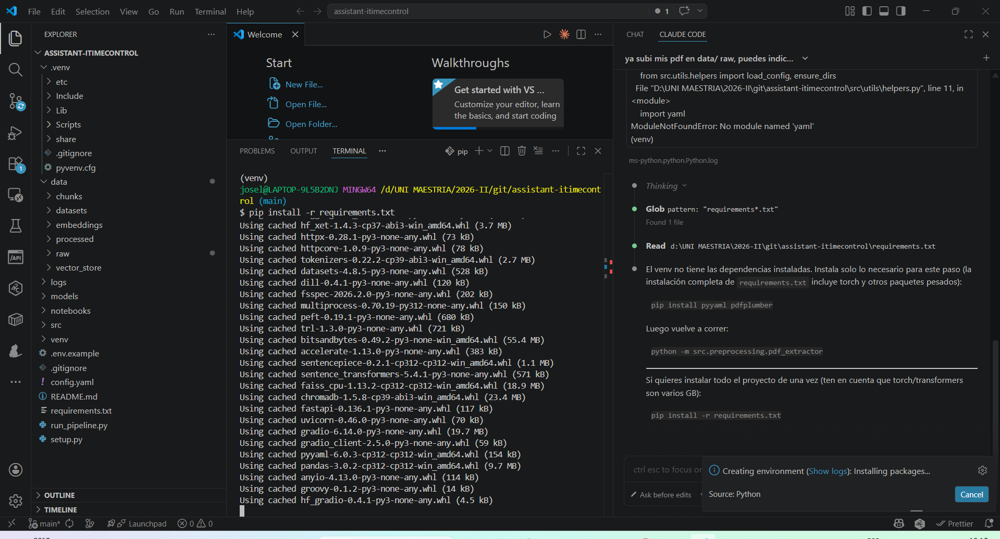 File Edit Selection View Go Run Terminal Help
assistant-itimecontrol
1
EXPLORER
ASSISTANT-ITIMECONTROL
.venv
etc
Include
Lib
Scripts
share
.gitignore
pyvenv.cfg
data
chunks
datasets
embeddings
processed
raw
vector_store
logs
models
notebooks
src
venv
.env.example
.gitignore
config.yaml
README.md
requirements.txt
run_pipeline.py
setup.py
OUTLINE
TIMELINE
Welcome
Start
New File...
Open File...
Open Folder...
Walkthroughs
Get started with VS ...
Customize your editor, learn
the basics, and start coding
PROBLEMS OUTPUT TERMINAL
pip
(venv)
josel@LAPTOP-9L5B2DNJ MINGW64 /d/UNI MAESTRIA/2026-II/git/assistant-itimecont
rol (main)
$ pip install -r requirements.txt
Using cached hf_xet-1.4.3-cp37-abi3-win_amd64.whl (3.7 MB)
Using cached httpx-0.28.1-py3-none-any.whl (73 kB)
Using cached httpcore-1.0.9-py3-none-any.whl (78 kB)
Using cached tokenizers-0.22.2-cp39-abi3-win_amd64.whl (2.7 MB)
Using cached datasets-4.8.5-py3-none-any.whl (528 kB)
Using cached dill-0.4.1-py3-none-any.whl (120 kB)
Using cached fsspec-2026.2.0-py3-none-any.whl (202 kB)
Using cached multiprocess-0.70.19-py312-none-any.whl (150 kB)
Using cached peft-0.19.1-py3-none-any.whl (680 kB)
Using cached trl-1.3.0-py3-none-any.whl (721 kB)
Using cached bitsandbytes-0.49.2-py3-none-win_amd64.whl (55.4 MB)
Using cached accelerate-1.13.0-py3-none-any.whl (383 kB)
Using cached sentencepiece-0.2.1-cp312-cp312-win_amd64.whl (1.1 MB)
Using cached sentence_transformers-5.4.1-py3-none-any.whl (571 kB)
Using cached faiss_cpu-1.13.2-cp312-cp312-win_amd64.whl (18.9 MB)
Using cached chromadb-1.5.8-cp39-abi3-win_amd64.whl (23.4 MB)
Using cached fastapi-0.136.1-py3-none-any.whl (117 kB)
Using cached uvicorn-0.46.0-py3-none-any.whl (70 kB)
Using cached gradio-6.14.0-py3-none-any.whl (19.7 MB)
Using cached gradio_client-2.5.0-py3-none-any.whl (59 kB)
Using cached pyyaml-6.0.3-cp312-cp312-win_amd64.whl (154 kB)
Using cached pandas-3.0.2-cp312-cp312-win_amd64.whl (9.7 MB)
Using cached anyio-4.13.0-py3-none-any.whl (114 kB)
Using cached groovy-0.1.2-py3-none-any.whl (14 kB)
Using cached hf_gradio-0.4.1-py3-none-any.whl (4.5 kB)
CHAT CLAUDE CODE
ya subi mis pdf en data/ raw, puedes indic...
from src.utils.helpers import load_config, ensure_dirs
File "D:\UNI MAESTRIA\2026-II\git\assistant-itimecontrol\src\utils\helpers.py", line 11, in
<module>
import yaml
ModuleNotFoundError: No module named 'yaml'
(venv)
ms-python.python.Python.log
Thinking
Glob pattern: "requirements*.txt"
Found 1 file
Read d:\UNI MAESTRIA\2026-II\git\assistant-itimecontrol\requirements.txt
El venv no tiene las dependencias instaladas. Instala solo lo necesario para este paso (la
instalación completa de requirements.txt incluye torch y otros paquetes pesados):
pip install pyyaml pdfplumber
Luego vuelve a correr:
python -m src.preprocessing.pdf_extractor
Si quieres instalar todo el proyecto de una vez (ten en cuenta que torch/transformers
son varios GB):
pip install -r requirements.txt
ctrl esc to focus or
Ask before edits
Creating environment (Show logs): Installing packages...
Source: Python
Cancel
/API
1
main*
Launchpad
0 0
Prettier